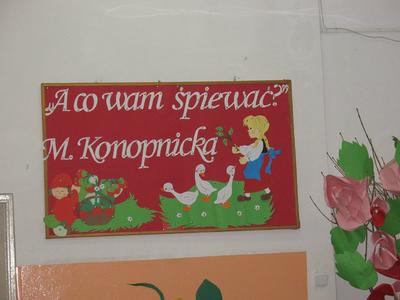 „A co wam śpiewać?”
M. Konopnicka